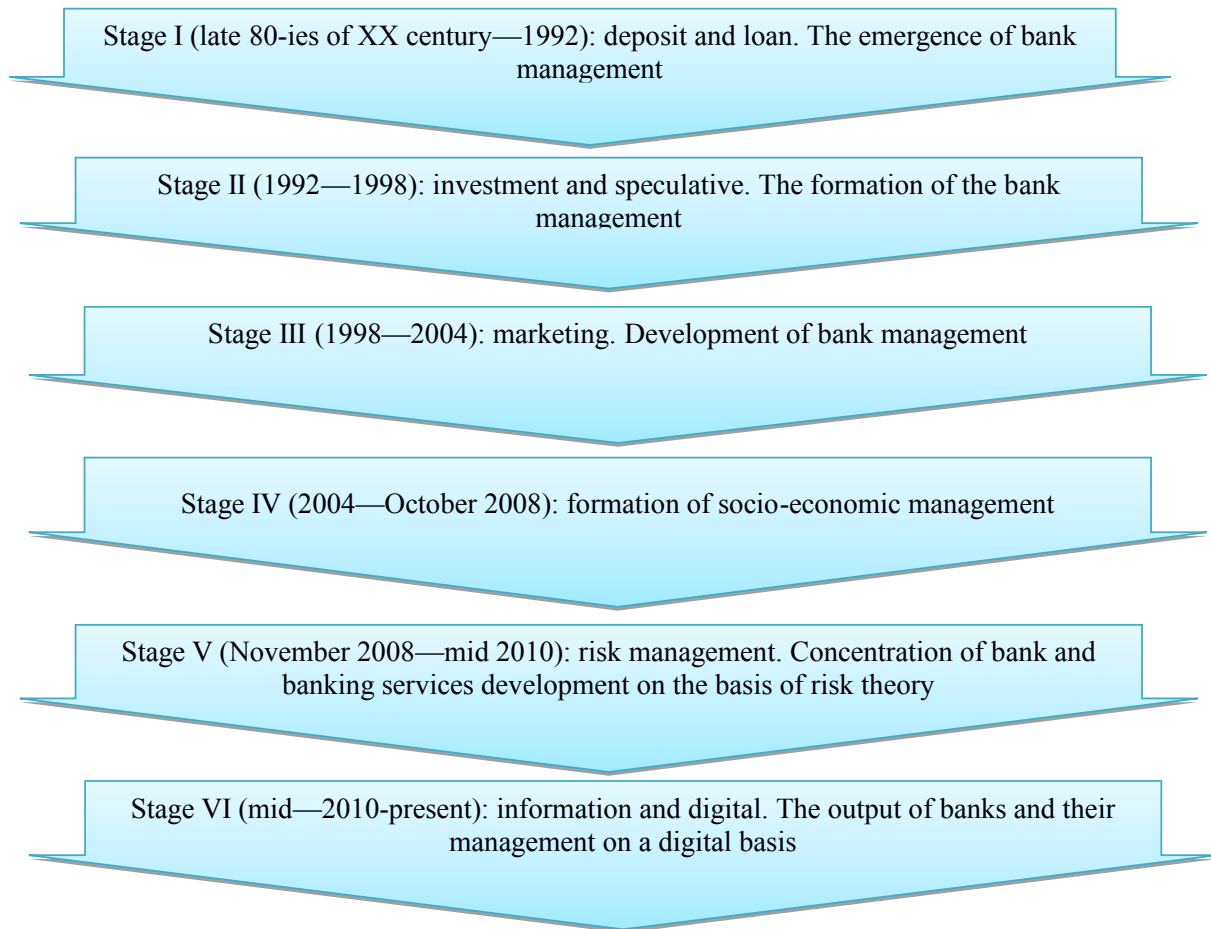 Stage I (late 80-ies of XX century—1992): deposit and loan. The emergence of bank
management
Stage II (1992—1998): investment and speculative. The formation of the bank
management
Stage III (1998—2004): marketing. Development of bank management
Stage IV (2004—October 2008): formation of socio-economic management
Stage V (November 2008—mid 2010): risk management. Concentration of bank and
banking services development on the basis of risk theory
Stage VI (mid—2010-present): information and digital. The output of banks and their
management on a digital basis